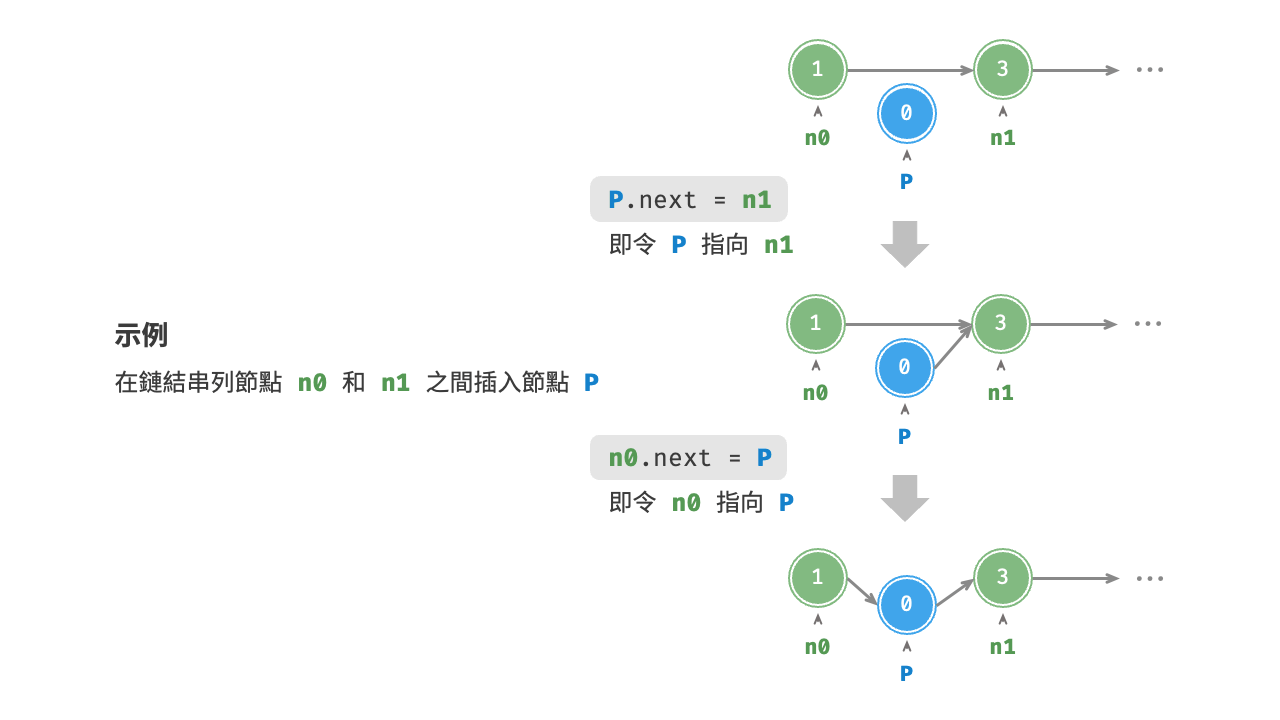 1
3
...
0
n0
n1
P
P.next = n1
即令 P 指向 n1
1
3
...
0
n0
n1
P
示例
在鏈結串列節點 n0 和 n1 之間插入節點 P
n0.next = P
即令 n0 指向 P
1
3
...
0
n0
n1
P